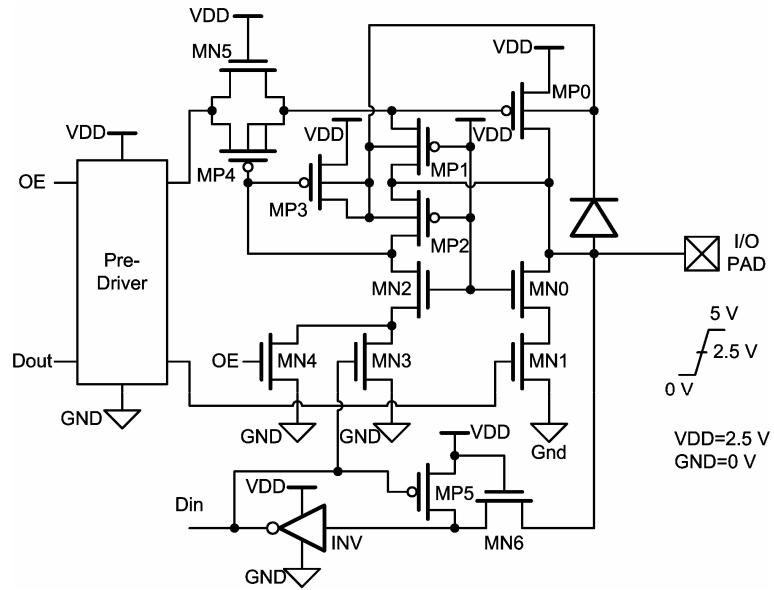 VDD
MN5
VDD
MP0
VDD
VDD
VDD
MP1
OE
MP4
MP3
MP2
I/O
PAD
Pre-
Driver
MN2
MN0
5 V
2.5 V
0 V
Dout
OE
MN4
MN3
MN1
GND
GND
GND
Gnd
VDD=2.5 V
GND=0 V
VDD
Din
VDD
MP5
INV
MN6
GND